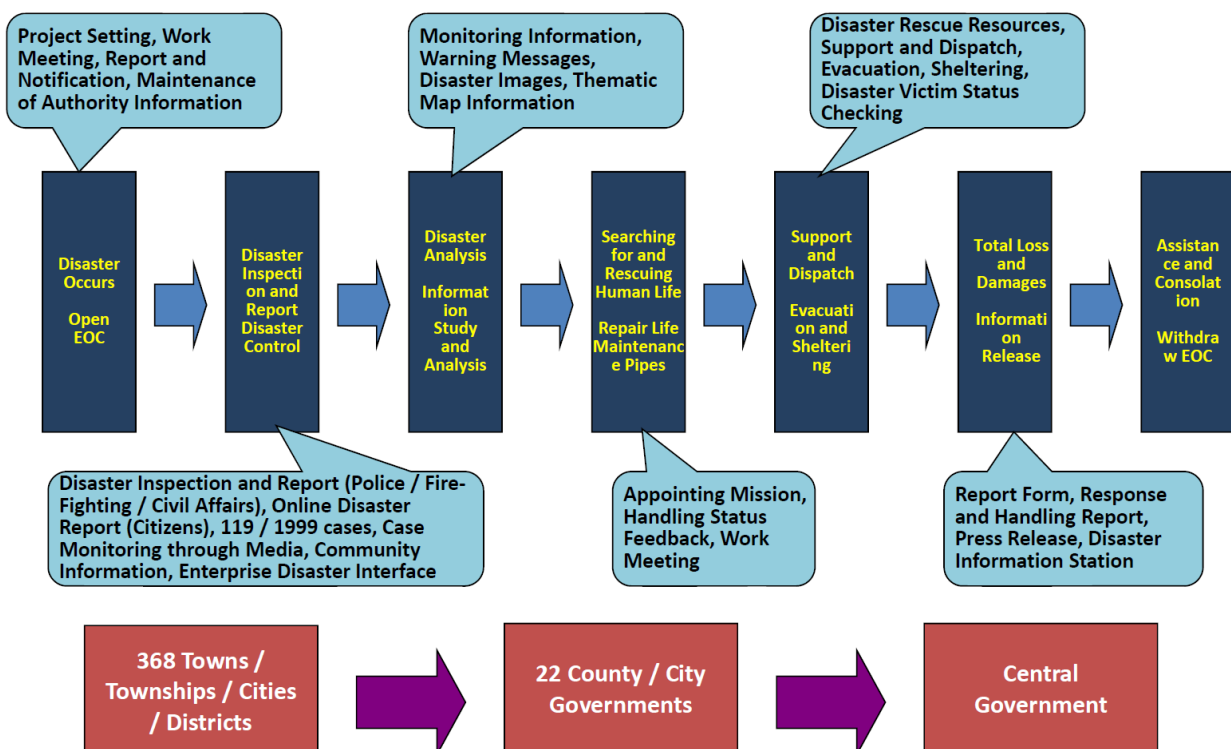 Project Setting, Work
Meeting, Report and
Notification, Maintenance
of Authority Information
Monitoring Information,
Warning Messages,
Disaster Images, Thematic
Map Information
Disaster Rescue Resources,
Support and Dispatch,
Evacuation, Sheltering,
Disaster Victim Status
Checking
Disaster
Occurs
Open
EOC
Disaster
Inspecti
on and
Report
Disaster
Control
Disaster
Analysis
Informat
ion
Study
and
Analysis
Searching
for and
Rescuing
Human Life
Repair Life
Maintenanc
e Pipes
Support
and
Dispatch
Evacuati
on and
Shelteri
ng
Total Loss
and
Damages
Informati
on
Release
Assistan
ce and
Consolat
ion
Withdra
w EOC
Disaster Inspection and Report (Police / Fire-
Fighting / Civil Affairs), Online Disaster
Report (Citizens), 119 / 1999 cases, Case
Monitoring through Media, Community
Information, Enterprise Disaster Interface
Appointing Mission,
Handling Status
Feedback, Work
Meeting
Report Form, Response
and Handling Report,
Press Release, Disaster
Information Station
368 Towns /
Townships / Cities
/ Districts
22 County / City
Governments
Central
Government